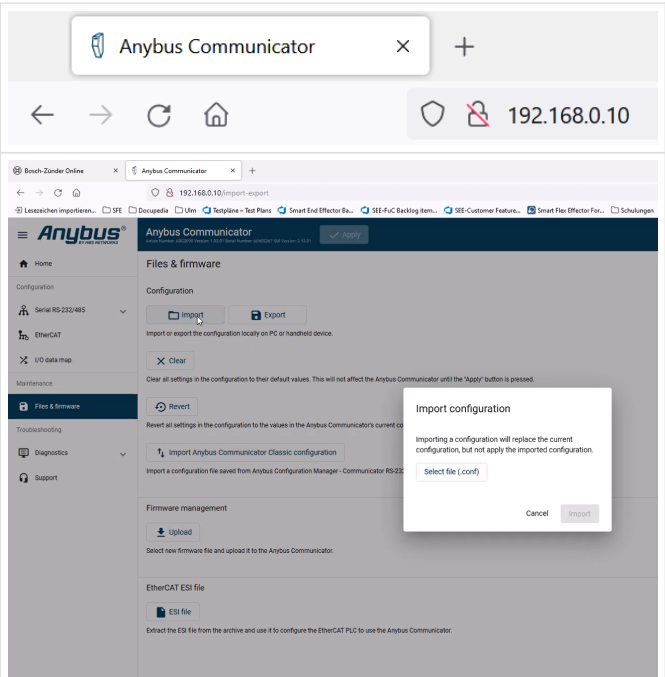 Anybus Communicator
192.168.0.10
Bosch-Zünder Online
Anybus Communicator
192.168.0.10/import-export
Lesezeichen importieren... SFE Docupedia Ulm Testpläne – Test Plans Smart End Effector Ba... SEE-FuC Backlog item... SEE-Customer Feature... Smart Flex Effector For... Schulungen
Anybus®
BY HMS NETWORKS
Anybus Communicator
Apply
Home
Configuration
Serial RS-232/485
EtherCAT
I/O data map
Maintenance
Files & firmware
Troubleshooting
Diagnostics
Support
Files & firmware
Configuration
Import Export
Import or export the configuration locally on PC or handheld device.
Clear
Clear all settings in the configuration to their default values. This will not affect the Anybus Communicator until the "Apply" button is pressed.
Revert
Revert all settings in the configuration to the values in the Anybus Communicator's current co
Import Anybus Communicator Classic configuration
Import a configuration file saved from Anybus Configuration Manager - Communicator RS-232
Firmware management
Upload
Select new firmware file and upload it to the Anybus Communicator.
EtherCAT ESI file
ESI file
Extract the ESI file from the archive and use it to configure the EtherCAT PLC to use the Anybus Communicator.
Import configuration
Importing a configuration will replace the current
configuration, but not apply the imported configuration.
Select file (.conf)
Cancel Import